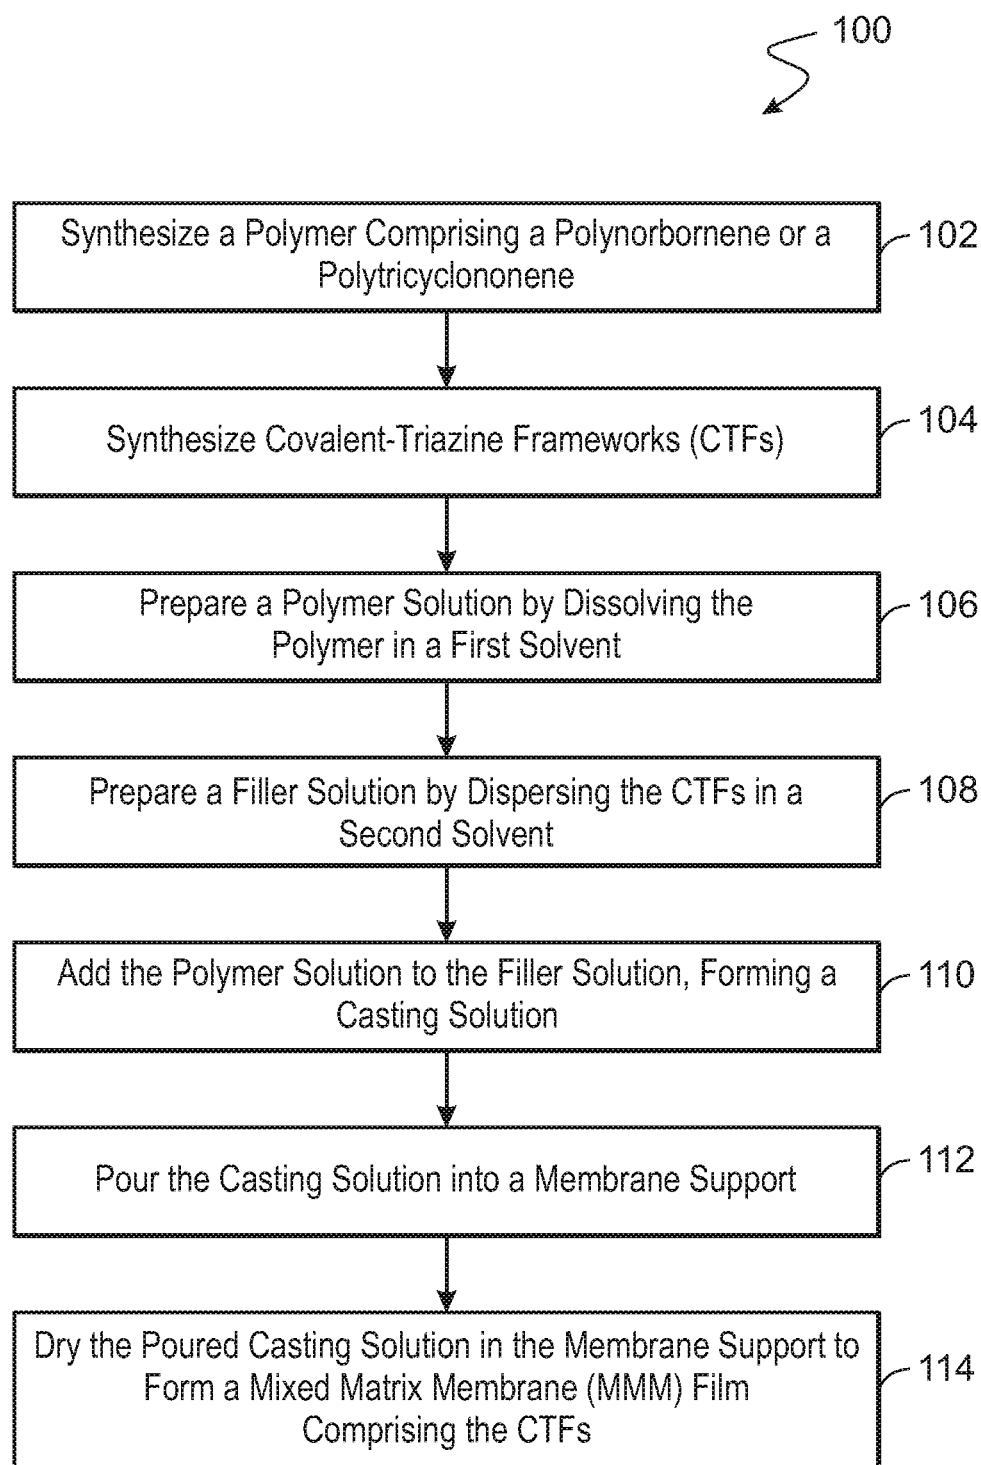 100
Synthesize a Polymer Comprising a Polynorbornene or a
Polytricyclononene
102
Synthesize Covalent-Triazine Frameworks (CTFs)
104
Prepare a Polymer Solution by Dissolving the
Polymer in a First Solvent
106
Prepare a Filler Solution by Dispersing the CTFs in a
Second Solvent
108
Add the Polymer Solution to the Filler Solution, Forming a
Casting Solution
110
Pour the Casting Solution into a Membrane Support
112
Dry the Poured Casting Solution in the Membrane Support to
Form a Mixed Matrix Membrane (MMM) Film
Comprising the CTFs
114